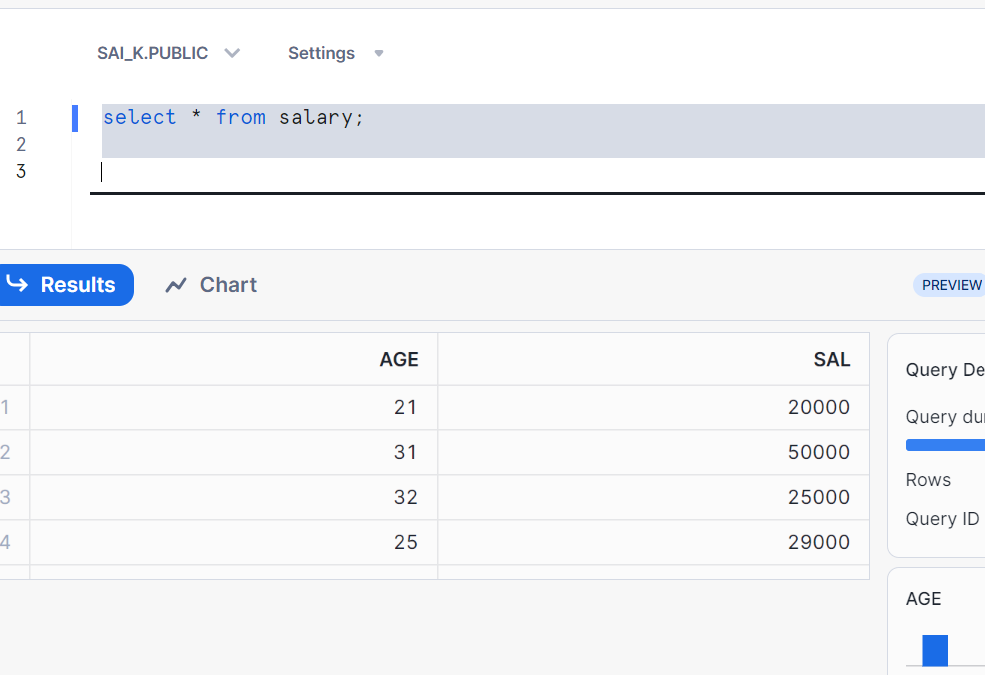 SAI_K.PUBLIC Settings
1 select * from salary;
2
3
Results Chart PREVIEW
AGE SAL
1 21 20000
2 31 50000
3 32 25000
4 25 29000
Query De
Query du
Rows
Query ID
AGE